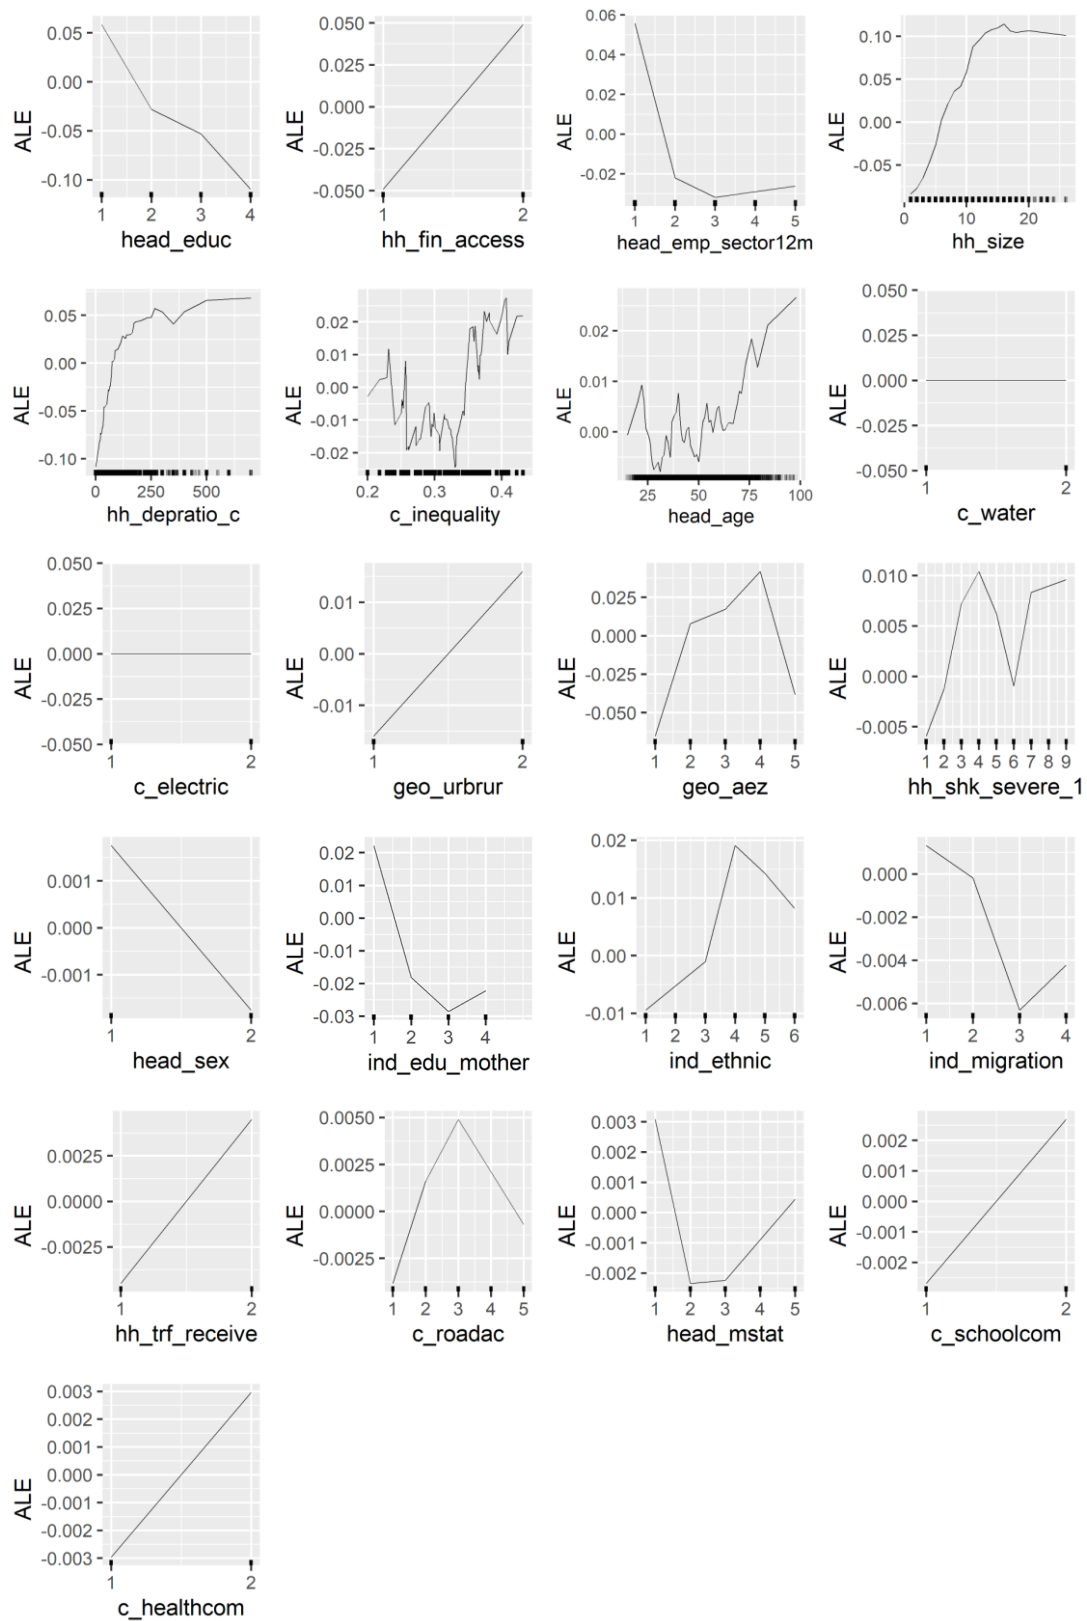 0.05
0.00
-0.05
-0.10
ALE
1 2 3 4
head_educ
0.050
0.025
0.000
-0.025
-0.050
ALE
1 2
hh_fin_access
0.06
0.04
0.02
0.00
-0.02
ALE
1 2 3 4 5
head_emp_sector12m
0.10
0.05
0.00
-0.05
ALE
0 10 20
hh_size
0.05
0.00
-0.05
-0.10
ALE
0 250 500
hh_depratio_c
0.02
0.01
0.00
-0.01
-0.02
ALE
0.2 0.3 0.4
c_inequality
0.02
0.01
0.00
ALE
25 50 75 100
head_age
0.050
0.025
0.000
-0.025
-0.050
ALE
1 2
c_water
0.050
0.025
0.000
-0.025
-0.050
ALE
1 2
c_electric
0.01
0.00
-0.01
ALE
1 2
geo_urbrur
0.025
0.000
-0.025
-0.050
ALE
1 2 3 4 5
geo_aez
0.010
0.005
0.000
-0.005
ALE
1 2 3 4 5 6 7 8 9
hh_shk_severe_1
0.001
0.000
-0.001
ALE
1 2
head_sex
0.02
0.01
0.00
-0.01
-0.02
-0.03
ALE
1 2 3 4
ind_edu_mother
0.02
0.01
0.00
-0.01
ALE
1 2 3 4 5 6
ind_ethnic
0.000
-0.002
-0.004
-0.006
ALE
1 2 3 4
ind_migration
0.0025
0.0000
-0.0025
ALE
1 2
hh_trf_receive
0.0050
0.0025
0.0000
-0.0025
ALE
1 2 3 4 5
c_roadac
0.003
0.002
0.001
0.000
-0.001
-0.002
ALE
1 2 3 4 5
head_mstat
0.002
0.001
0.000
-0.001
-0.002
ALE
1 2
c_schoolcom
0.003
0.002
0.001
0.000
-0.001
-0.002
-0.003
ALE
1 2
c_healthcom